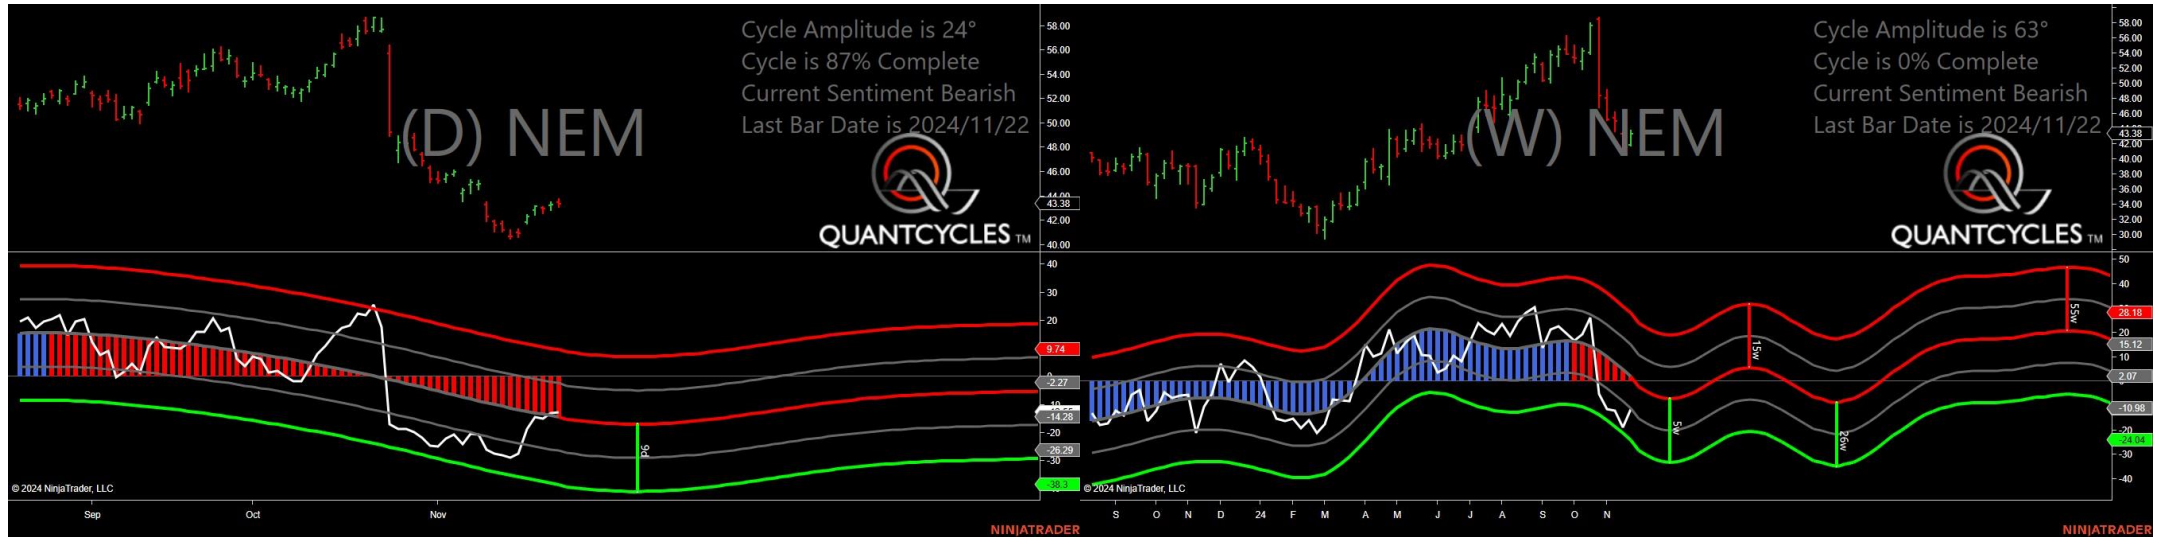 Cycle Amplitude is 24°
Cycle is 87% Complete
Current Sentiment Bearish
Last Bar Date is 2024/11/22
(D) NEM
QUANTCYCLES TM
58.00
56.00
54.00
52.00
50.00
48.00
46.00
44.00
43.38
42.00
40.00
40
30
20
9.74
-2.27
-14.28
-20
-26.29
-30
-38.3
9d
© 2024 NinjaTrader, LLC
Sep Oct Nov
NINJATRADER
Cycle Amplitude is 63°
Cycle is 0% Complete
Current Sentiment Bearish
Last Bar Date is 2024/11/22
(W) NEM
QUANTCYCLES TM
58.00
56.00
54.00
52.00
50.00
48.00
46.00
43.38
42.00
40.00
38.00
36.00
34.00
32.00
30.00
50
40
28.18
20
15.12
10
2.07
-10.98
-20
-24.04
-30
-40
5w
15w
26w
55w
© 2024 NinjaTrader, LLC
S O N D 24 F M A M J J A S O N
NINJATRADER